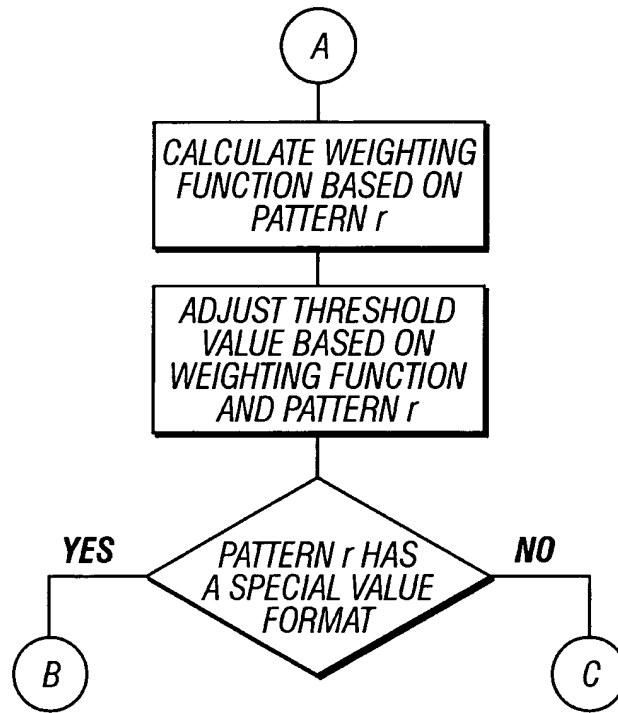 A
CALCULATE WEIGHTING
FUNCTION BASED ON
PATTERN r
ADJUST THRESHOLD
VALUE BASED ON
WEIGHTING FUNCTION
AND PATTERN r
YES
NO
PATTERN r HAS
A SPECIAL VALUE
FORMAT
B
C